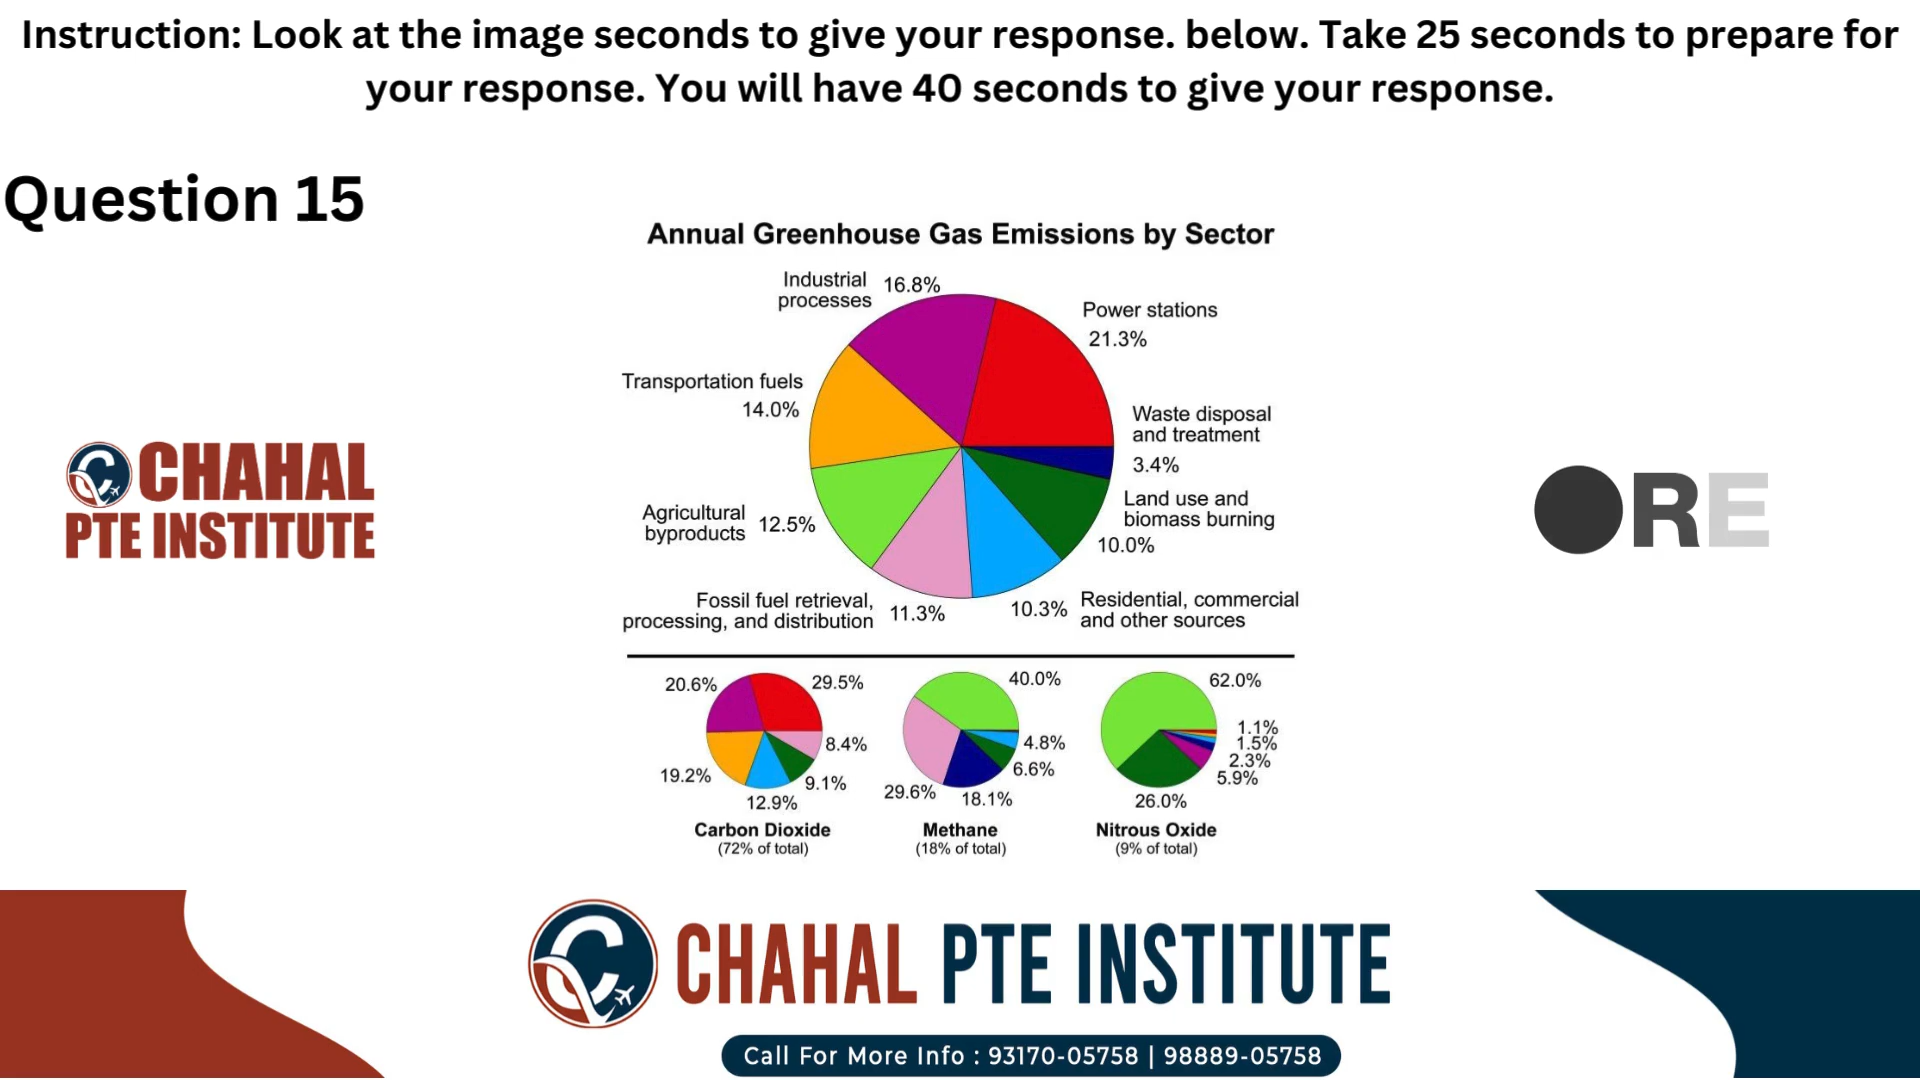 Instruction: Look at the image seconds to give your response. below. Take 25 seconds to prepare for
your response. You will have 40 seconds to give your response.
Question 15
Annual Greenhouse Gas Emissions by Sector
Industrial
processes
16.8%
Power stations
21.3%
Transportation fuels
14.0%
Waste disposal
and treatment
3.4%
Land use and
biomass burning
10.0%
Agricultural
byproducts
12.5%
Fossil fuel retrieval,
processing, and distribution
11.3%
10.3%
Residential, commercial
and other sources
CHAHAL
PTE INSTITUTE
ORE
20.6%
29.5%
8.4%
9.1%
12.9%
19.2%
Carbon Dioxide
(72% of total)
40.0%
4.8%
6.6%
18.1%
29.6%
Methane
(18% of total)
62.0%
1.1%
1.5%
2.3%
5.9%
26.0%
Nitrous Oxide
(9% of total)
CHAHAL PTE INSTITUTE
Call For More Info : 93170-05758 | 98889-05758